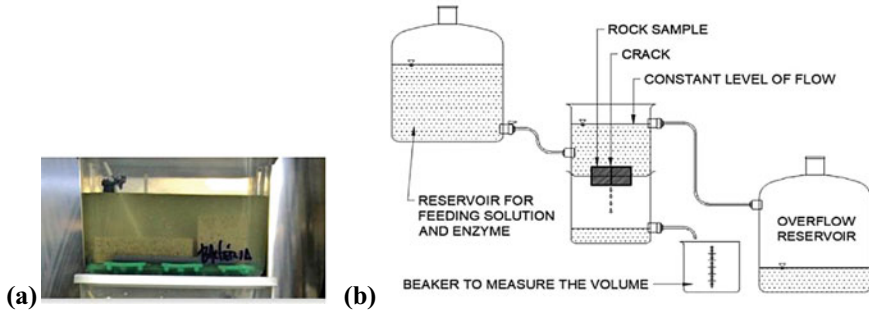 (a)
BACTÉRIA
(b)
ROCK SAMPLE
CRACK
CONSTANT LEVEL OF FLOW
RESERVOIR FOR
FEEDING SOLUTION
AND ENZYME
OVERFLOW
RESERVOIR
BEAKER TO MEASURE THE VOLUME